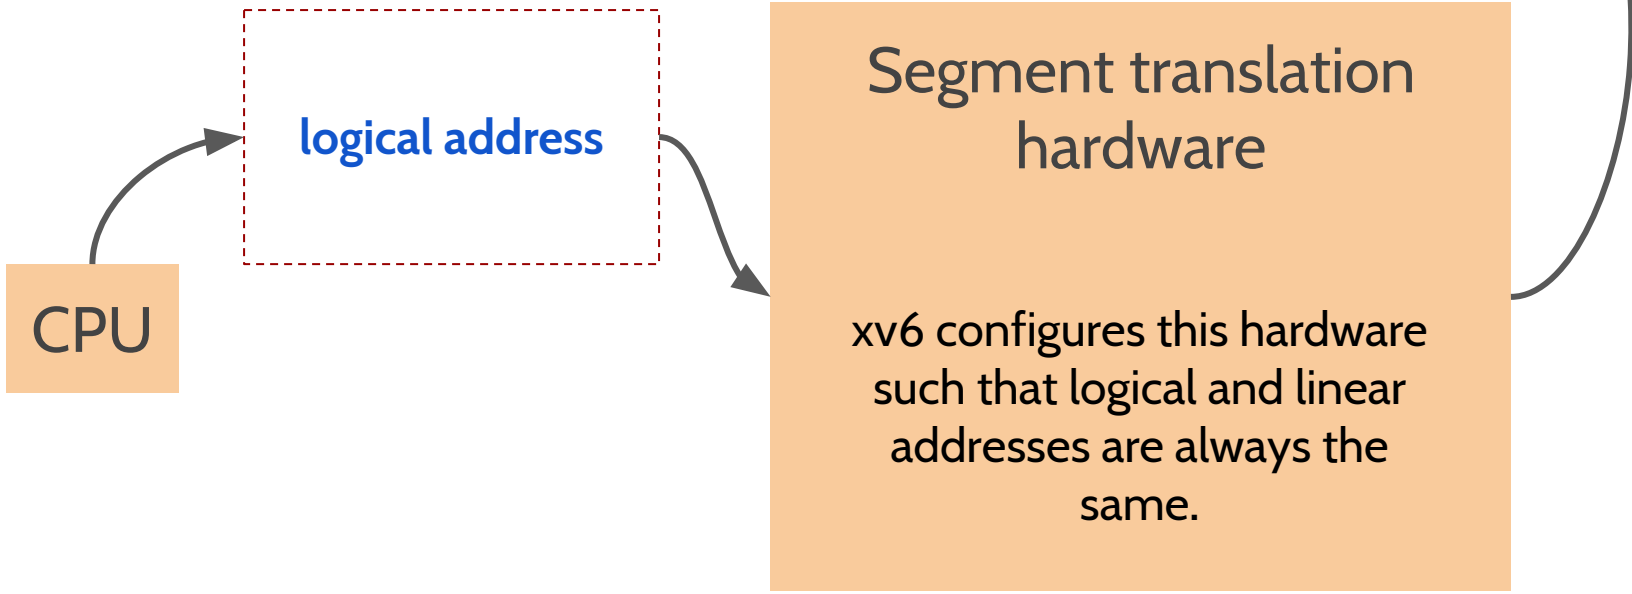 CPU
logical address
Segment translation
hardware
xv6 configures this hardware
such that logical and linear
addresses are always the
same.